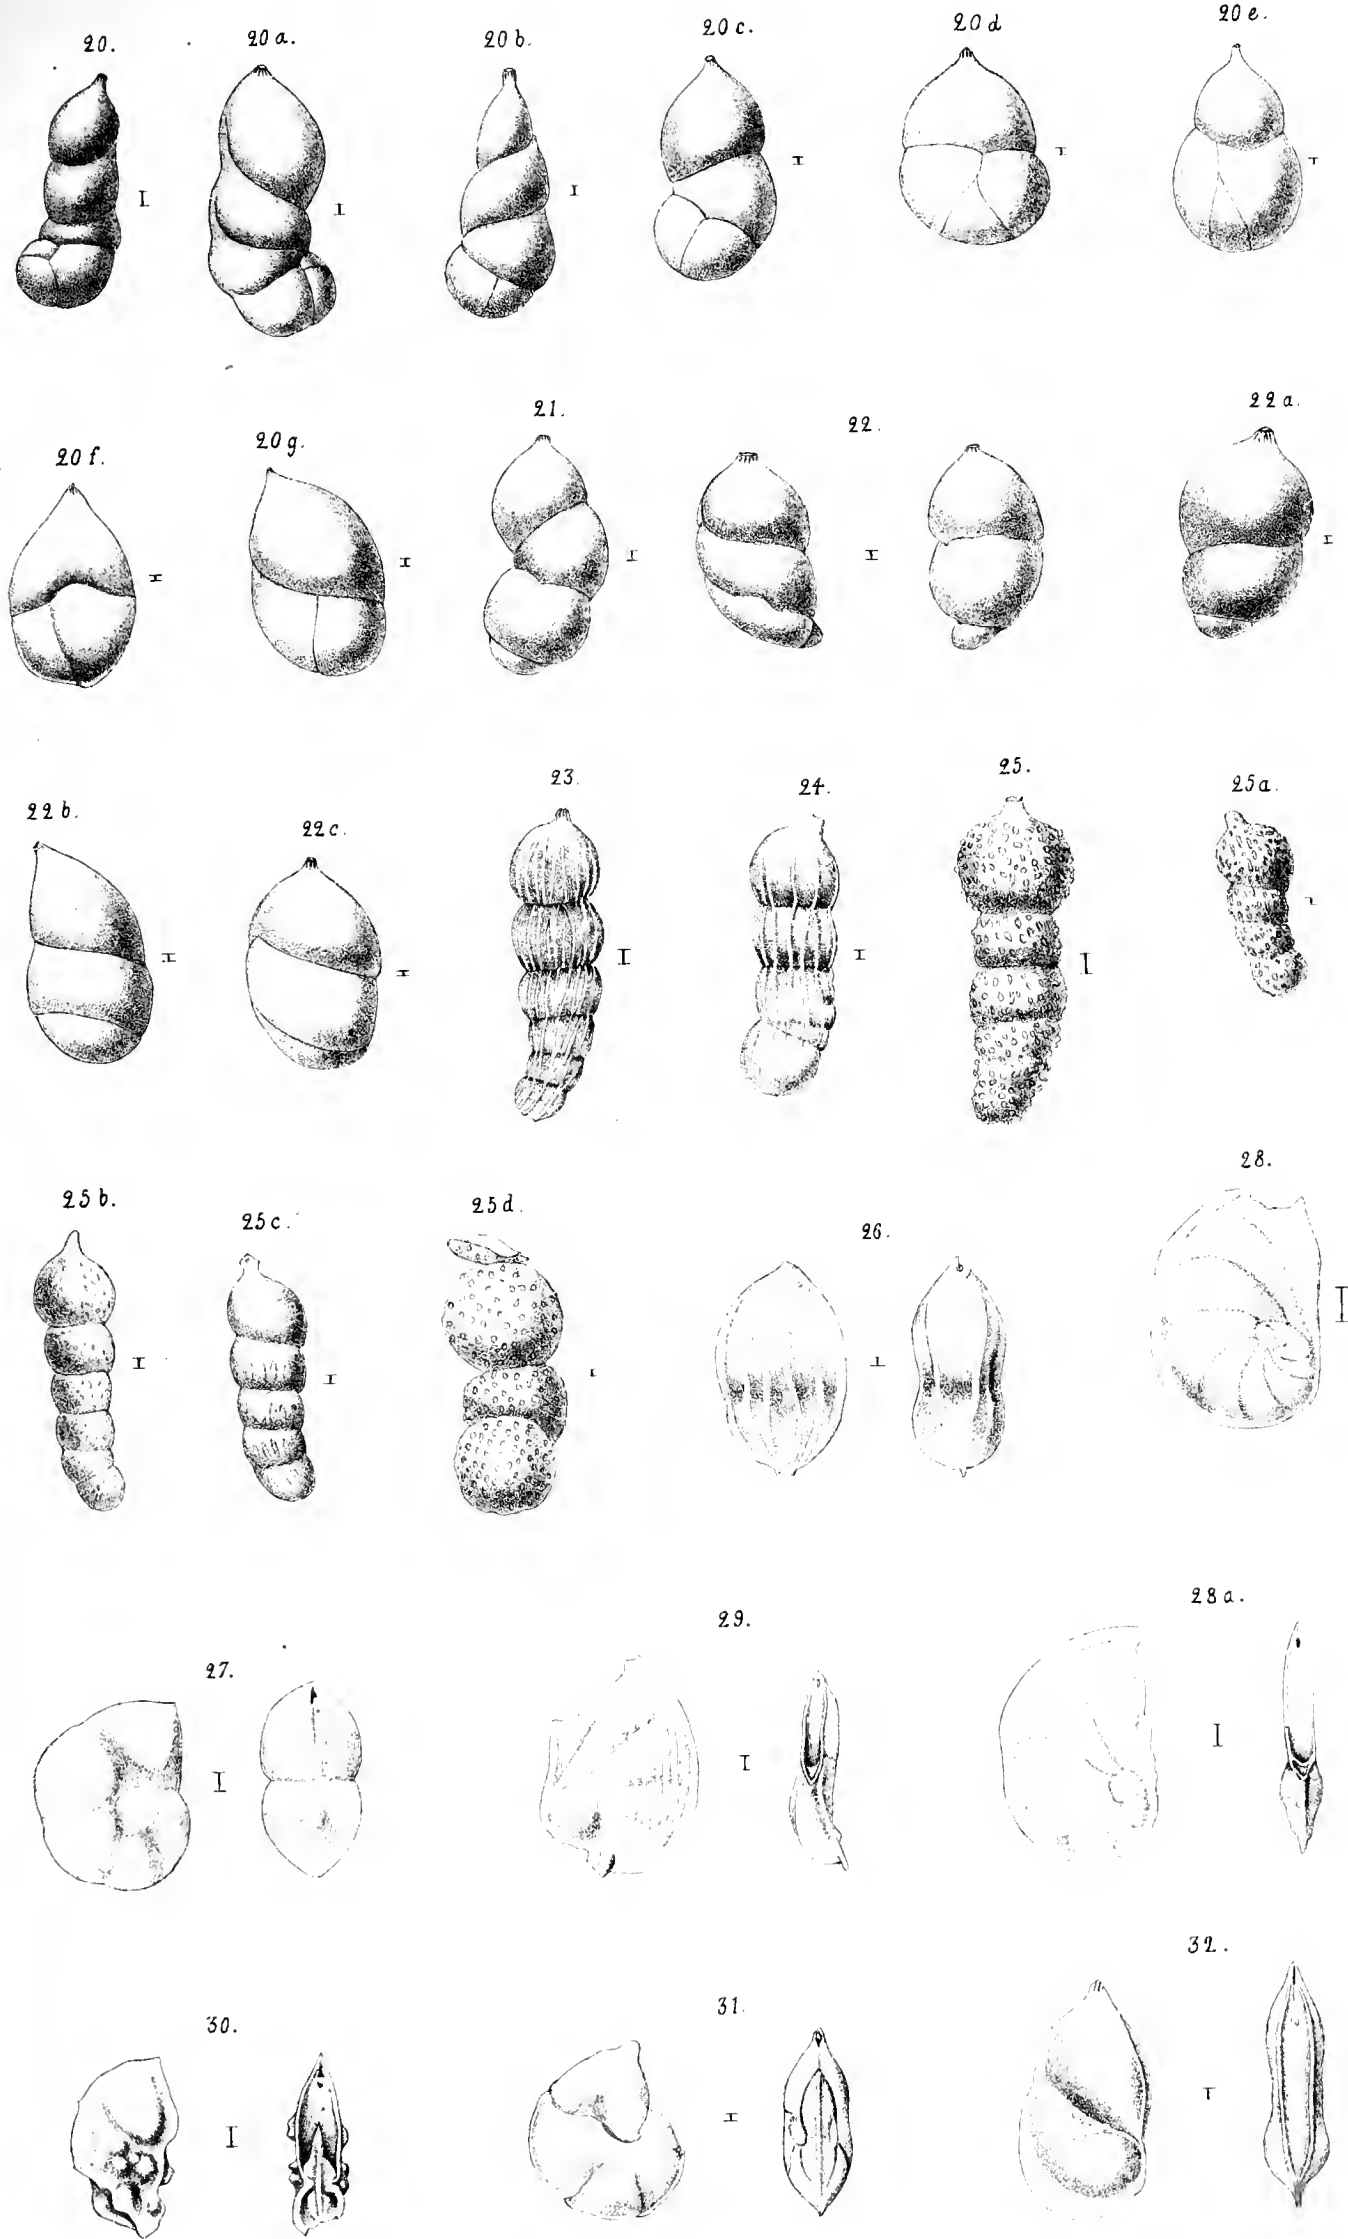 20.
20 a.
20 b.
20 c.
20 d
20 e.
20 f.
20 g.
21.
22.
22 a.
22 b.
22 c.
23.
24.
25.
25 a.
25 b.
25 c.
25 d.
26.
28.
27.
29.
28 a.
30.
31.
32.